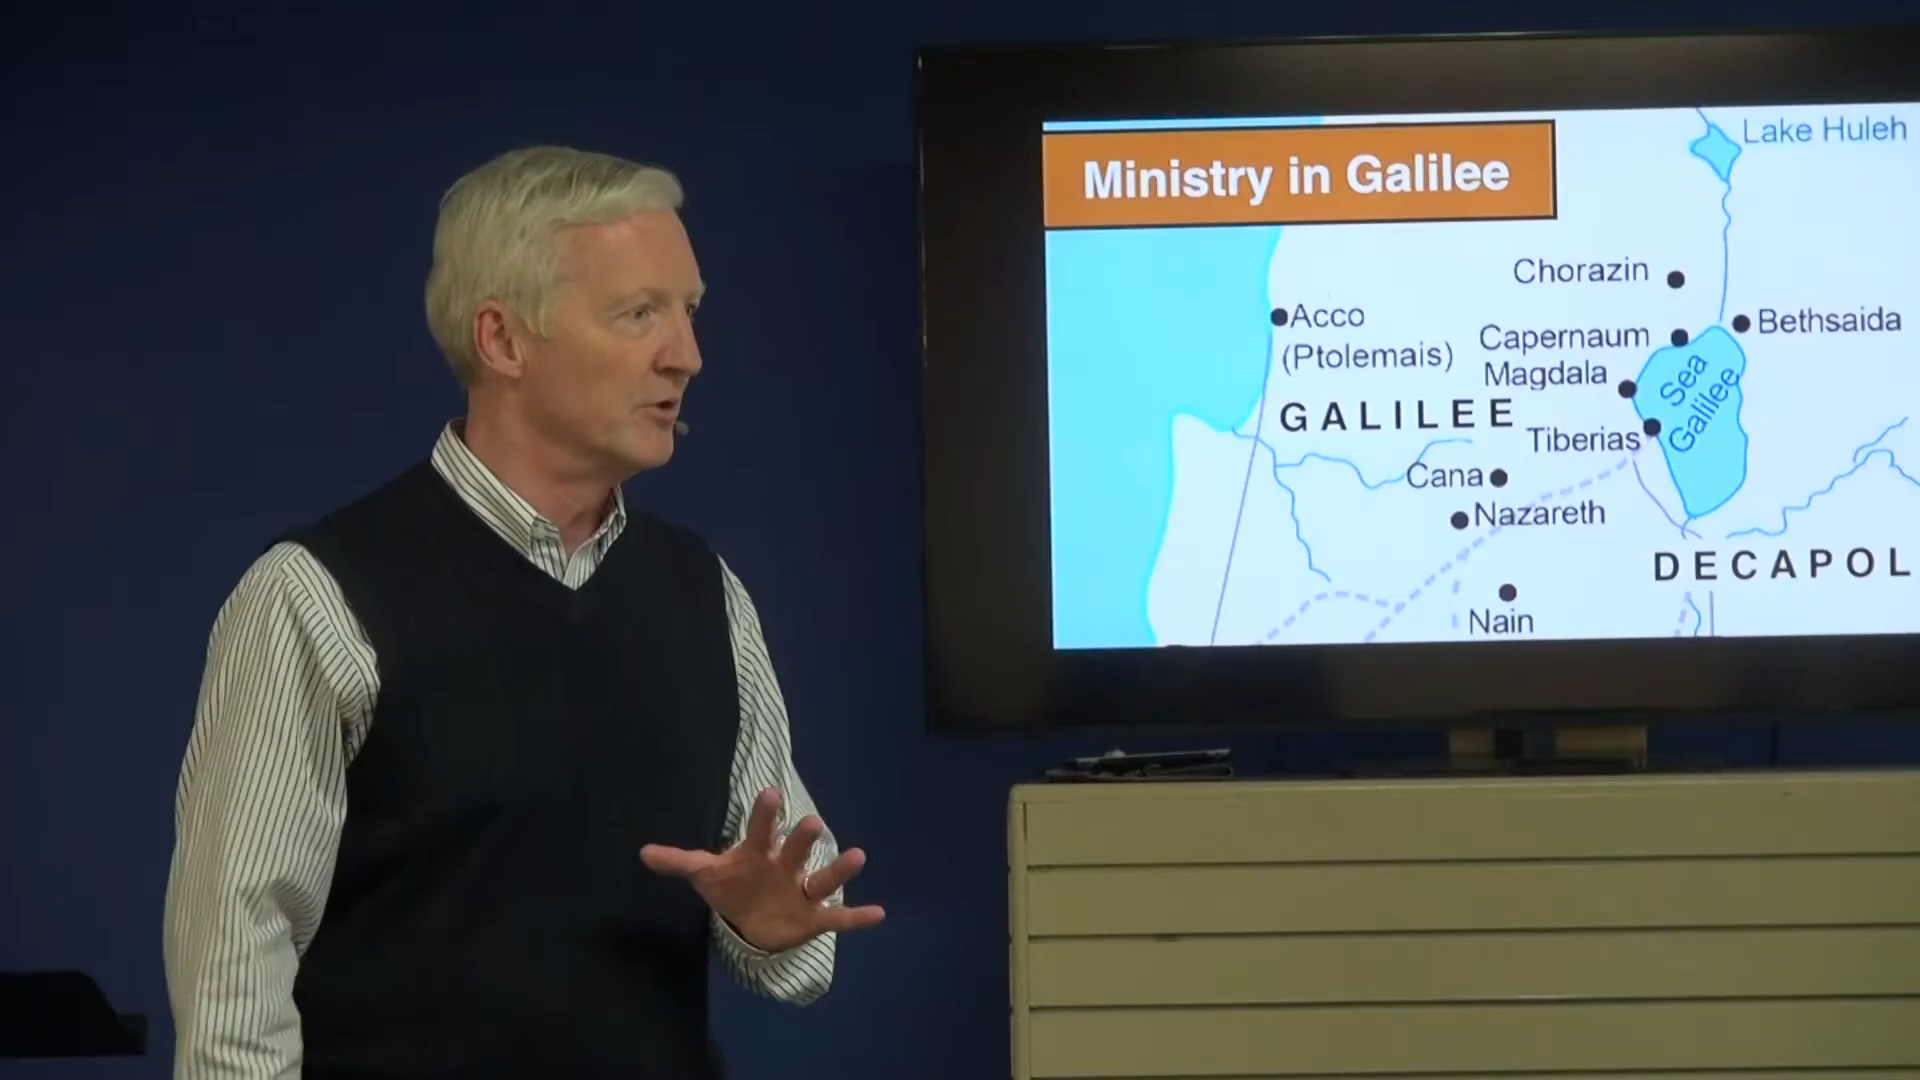 Ministry in Galilee
Lake Huleh
Chorazin
Bethsaida
Acco
(Ptolemais)
Capernaum
Magdala
Sea
Galilee
GALILEE
Tiberias
Cana
Nazareth
DECAPOL
Nain